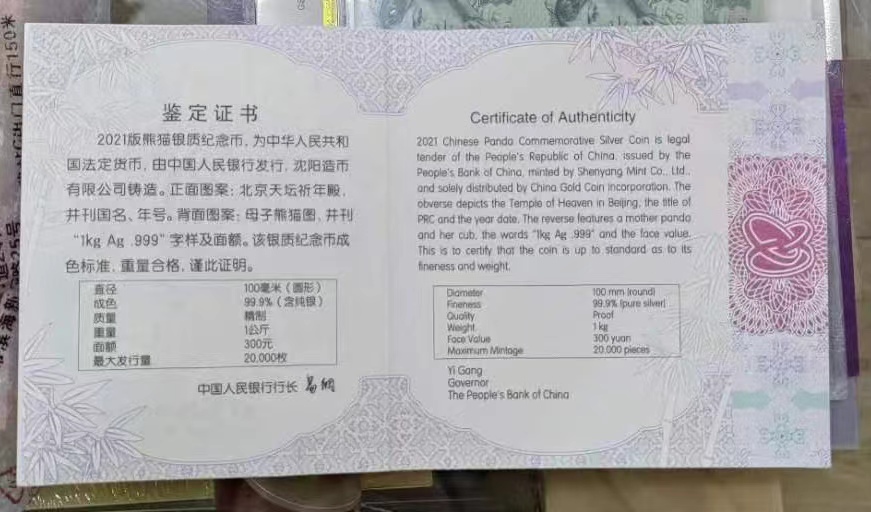 鉴定证书
2021版熊猫银质纪念币，为中华人民共和
国法定货币，由中国人民银行发行，沈阳造币
有限公司铸造。正面图案：北京天坛祈年殿，
并刊国名、年号。背面图案：母子熊猫图，并刊
“1kg Ag .999”字样及面额。该银质纪念币成
色标准，重量合格，谨此证明。
直径 100毫米（圆形）
成色 99.9%（含纯银）
质量 精制
重量 1公斤
面额 300元
最大发行量 20,000枚
中国人民银行行长 易纲
Certificate of Authenticity
2021 Chinese Panda Commemorative Silver Coin is legal
tender of the People's Republic of China, issued by the
People's Bank of China, minted by Shenyang Mint Co., Ltd.,
and solely distributed by China Gold Coin Incorporation. The
obverse depicts the Temple of Heaven in Beijing, the title of
PRC and the year date. The reverse features a mother panda
and her cub, the words "1kg Ag .999" and the face value.
This is to certify that the coin is up to standard as to its
fineness and weight.
Diameter 100 mm (round)
Fineness 99.9% (pure silver)
Quality Proof
Weight 1 kg
Face Value 300 yuan
Maximum Mintage 20,000 pieces
Yi Gang
Governor
The People's Bank of China